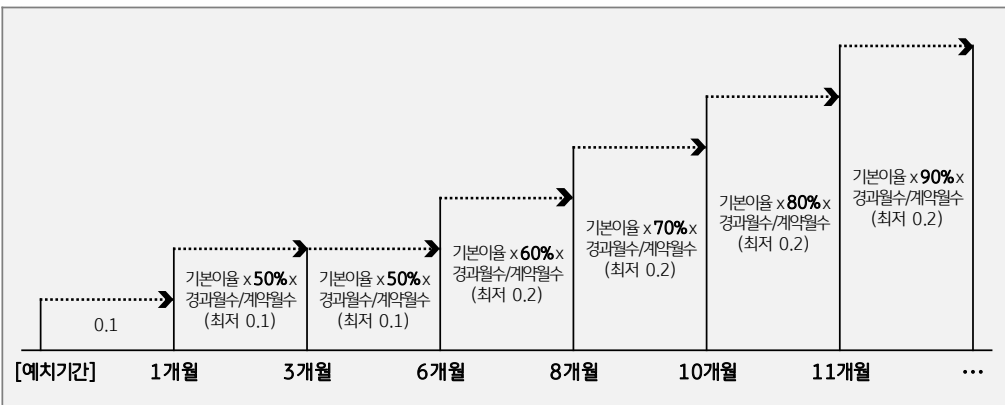 0.1
기본이율 x 50% x
경과월수/계약월수
(최저 0.1)
기본이율 x 50% x
경과월수/계약월수
(최저 0.1)
기본이율 x 60% x
경과월수/계약월수
(최저 0.2)
기본이율 x 70% x
경과월수/계약월수
(최저 0.2)
기본이율 x 80% x
경과월수/계약월수
(최저 0.2)
기본이율 x 90% x
경과월수/계약월수
(최저 0.2)
[예치기간] 1개월 3개월 6개월 8개월 10개월 11개월 …